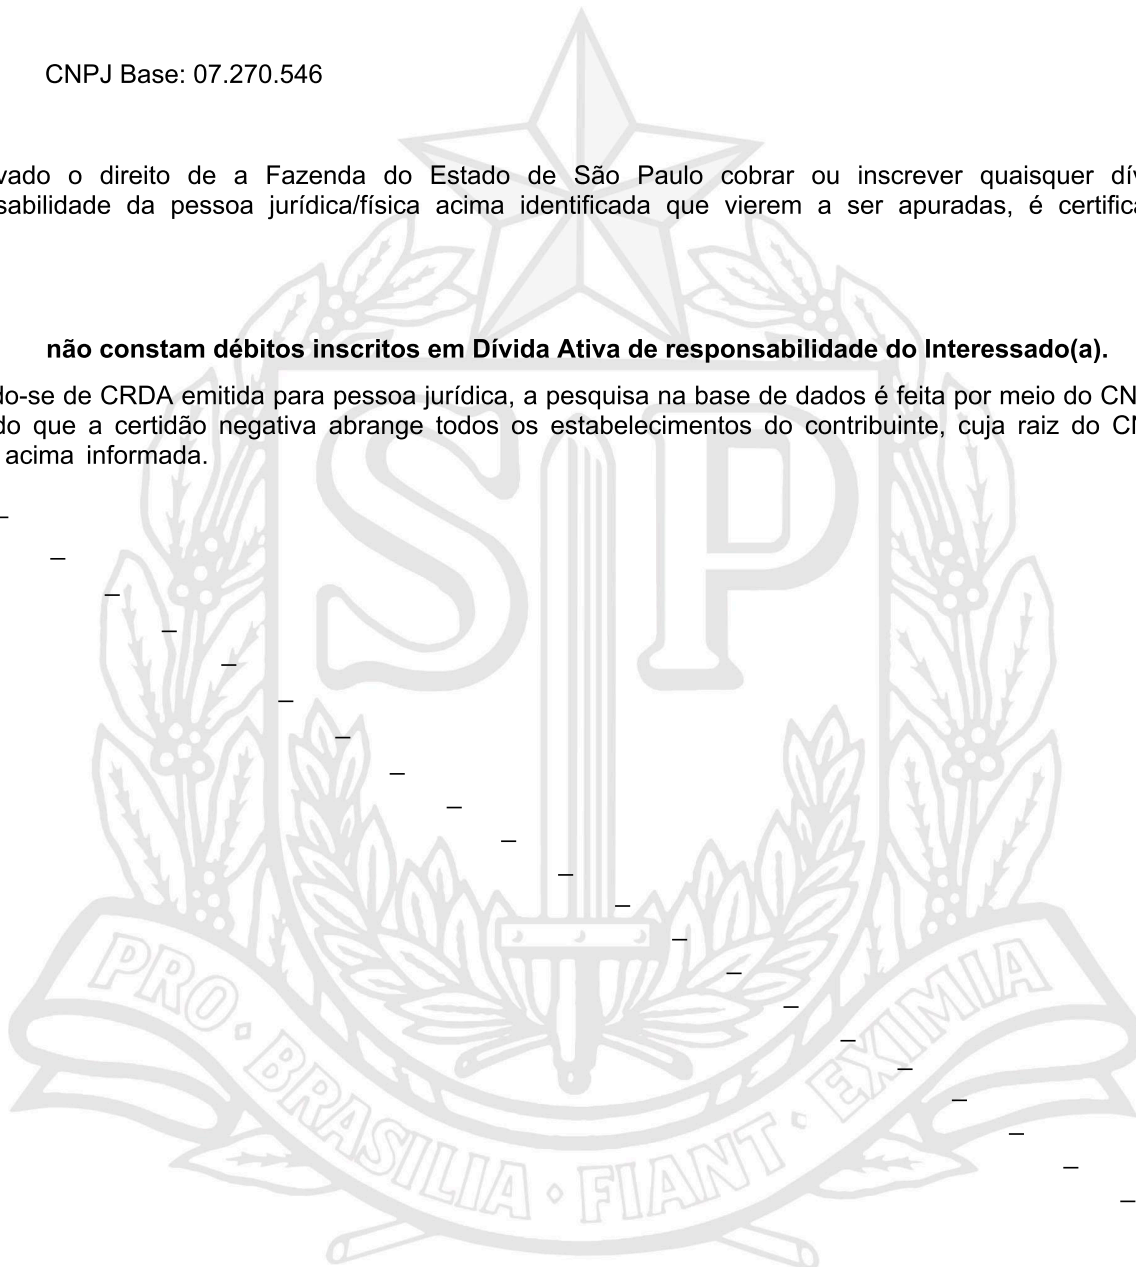 CNPJ Base: 07.270.546
vado o direito de a Fazenda do Estado de São Paulo cobrar ou inscrever quaisquer dív
sabilidade da pessoa jurídica/física acima identificada que vierem a ser apuradas, é certifica
não constam débitos inscritos em Dívida Ativa de responsabilidade do Interessado(a).
do-se de CRDA emitida para pessoa jurídica, a pesquisa na base de dados é feita por meio do CN
do que a certidão negativa abrange todos os estabelecimentos do contribuinte, cuja raiz do CN
acima informada.
SP
PRO · BRASILIA · FIANT · EXIMIA